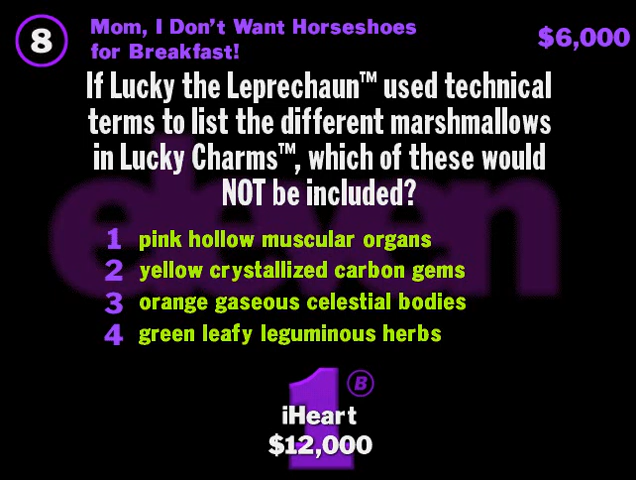 8
Mom, I Don't Want Horseshoes
for Breakfast!
$6,000
If Lucky the Leprechaun™ used technical
terms to list the different marshmallows
in Lucky Charms™, which of these would
NOT be included?
eleven
1 pink hollow muscular organs
2 yellow crystallized carbon gems
3 orange gaseous celestial bodies
4 green leafy leguminous herbs
1
B
iHeart
$12,000